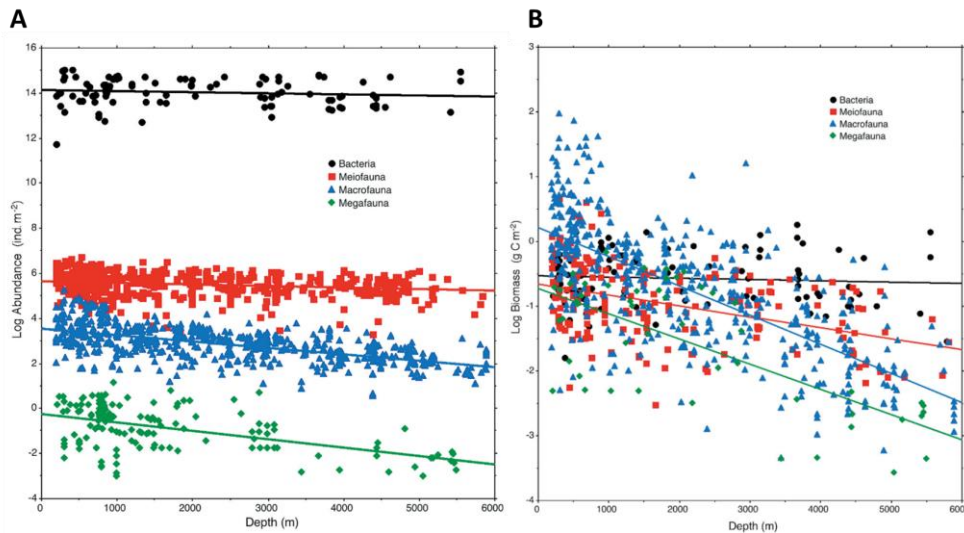 A
B
16
14
12
10
8
6
4
2
0
-2
-4
Log Abundance (ind. m-2)
Bacteria
Meiofauna
Macrofauna
Megafauna
0 1000 2000 3000 4000 5000 6000
Depth (m)
3
2
1
-0
-1
-2
-3
-4
Log Biomass (g C m-2)
Bacteria
Meiofauna
Macrofauna
Megafauna
0 1000 2000 3000 4000 5000 6000
Depth (m)